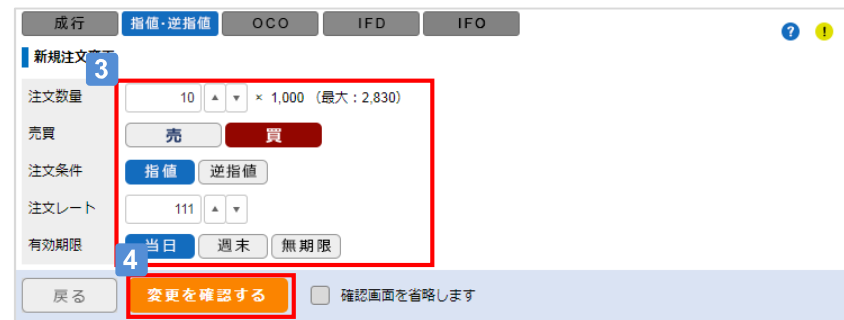 成行 指値・逆指値 OCO IFD IFO ? !
新規注文
3
注文数量 10 ▲ ▼ × 1,000 (最大:2,830)
売買 売 買
注文条件 指値 逆指値
注文レート 111 ▲ ▼
有効期限 当日 週末 無期限
4
戻る 変更を確認する 確認画面を省略します